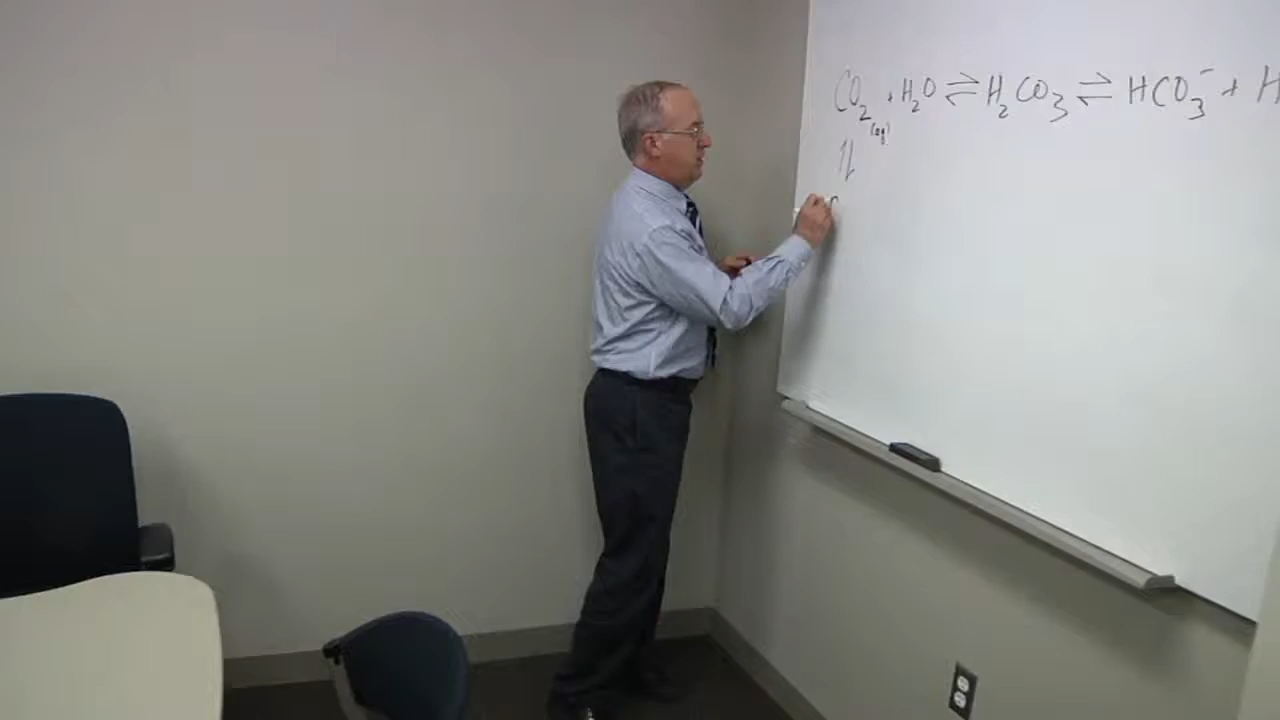 CO₂(aq) + H₂O ⇌ H₂CO₃ ⇌ HCO₃⁻ + H
⥮